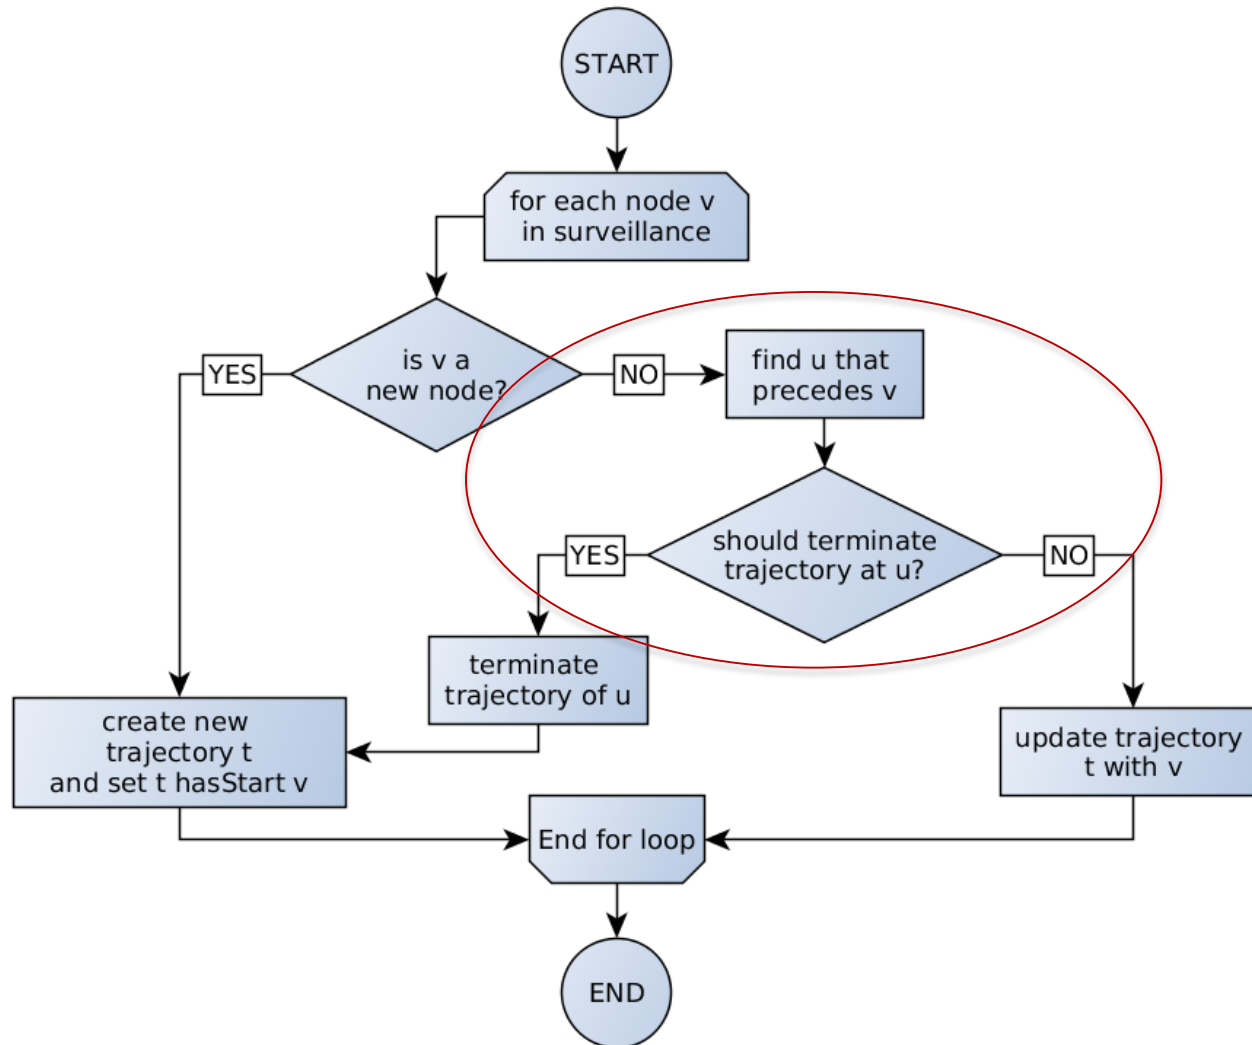 START
for each node v
in surveillance
is v a
new node?
YES
NO
find u that
precedes v
should terminate
trajectory at u?
YES
NO
terminate
trajectory of u
create new
trajectory t
and set t hasStart v
update trajectory
t with v
End for loop
END